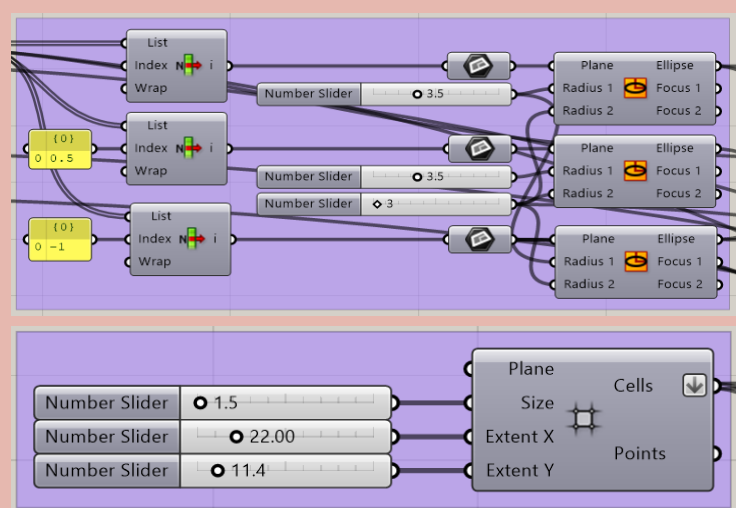 List
Index N i
Wrap
Plane Ellipse
Radius 1 Focus 1
Radius 2 Focus 2
Number Slider 3.5
{0}
0 0.5
List
Index N i
Wrap
Plane Ellipse
Radius 1 Focus 1
Radius 2 Focus 2
Number Slider 3.5
Number Slider 3
{0}
0 -1
List
Index N i
Wrap
Plane Ellipse
Radius 1 Focus 1
Radius 2 Focus 2
Number Slider 1.5
Number Slider 22.00
Number Slider 11.4
Plane
Size
Extent X
Extent Y
Cells
Points